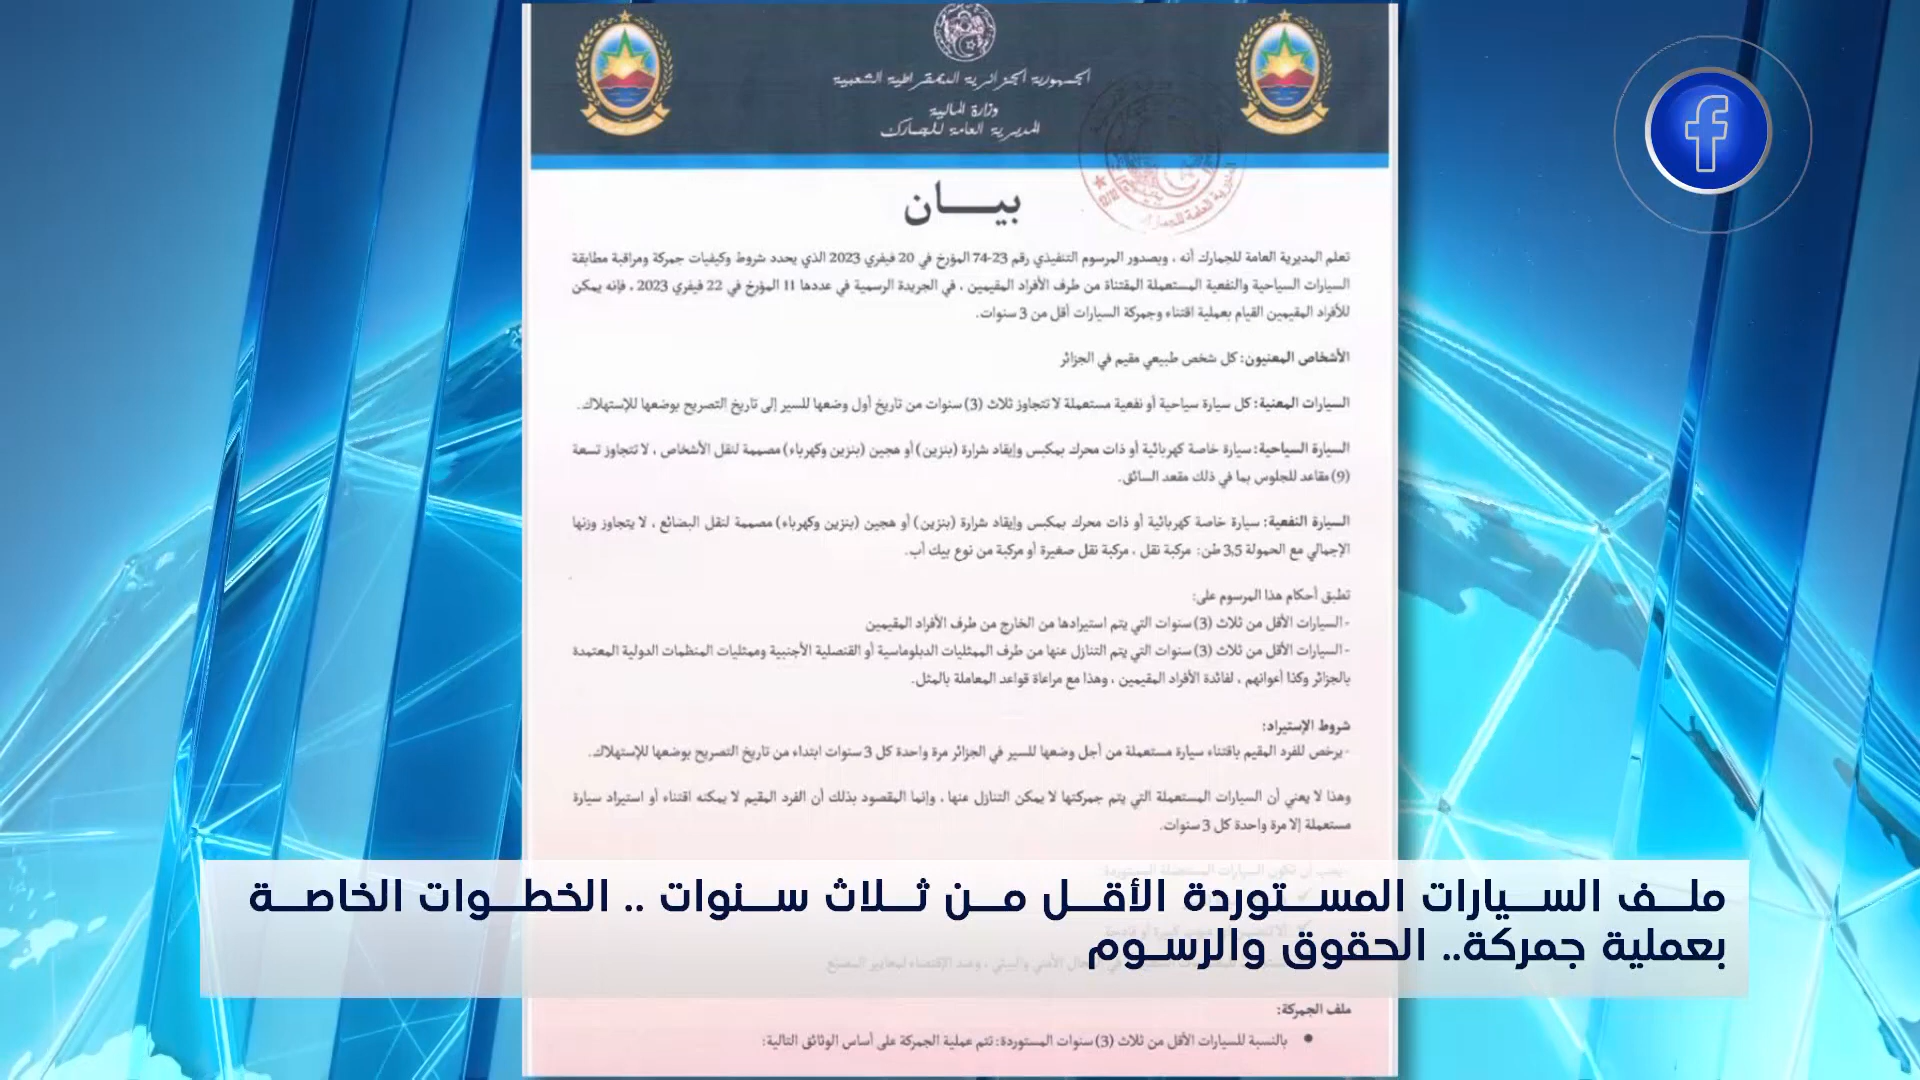 الجمهورية الجزائرية الديمقراطية الشعبية
وزارة المالية
المديرية العامة للجمارك
بيـــان
تعلم المديرية العامة للجمارك أنه ، وبصدور المرسوم التنفيذي رقم 23-74 المؤرخ في 20 فيفري 2023 الذي يحدد شروط وكيفيات جمركة ومراقبة مطابقة
السيارات السياحية والنفعية المستعملة المقتناة من طرف الأفراد المقيمين ، في الجريدة الرسمية في عددها 11 المؤرخ في 22 فيفري 2023 ، فإنه يمكن
للأفراد المقيمين القيام بعملية اقتناء وجمركة السيارات أقل من 3 سنوات.
الأشخاص المعنيون: كل شخص طبيعي مقيم في الجزائر
السيارات المعنية: كل سيارة سياحية أو نفعية مستعملة لا تتجاوز ثلاث (3) سنوات من تاريخ أول وضعها للسير إلى تاريخ التصريح بوضعها للإستهلاك.
السيارة السياحية: سيارة خاصة كهربائية أو ذات محرك بمكبس وإيقاد شرارة (بنزين) أو هجين (بنزين وكهرباء) مصممة لنقل الأشخاص ، لا تتجاوز تسعة
(9) مقاعد للجلوس بما في ذلك مقعد السائق.
السيارة النفعية: سيارة خاصة كهربائية أو ذات محرك بمكبس وإيقاد شرارة (بنزين) أو هجين (بنزين وكهرباء) مصممة لنقل البضائع ، لا يتجاوز وزنها
الإجمالي مع الحمولة 3,5 طن: مركبة نقل ، مركبة نقل صغيرة أو مركبة من نوع بيك أب.
تطبق أحكام هذا المرسوم على:
-السيارات الأقل من ثلاث (3) سنوات التي يتم استيرادها من الخارج من طرف الأفراد المقيمين
-السيارات الأقل من ثلاث (3) سنوات التي يتم التنازل عنها من طرف الممثليات الدبلوماسية أو القنصلية الأجنبية وممثليات المنظمات الدولية المعتمدة
بالجزائر وكذا أعوانهم ، لفائدة الأفراد المقيمين ، وهذا مع مراعاة قواعد المعاملة بالمثل.
شروط الإستيراد:
-يرخص للفرد المقيم باقتناء سيارة مستعملة من أجل وضعها للسير في الجزائر مرة واحدة كل 3 سنوات ابتداء من تاريخ التصريح بوضعها للإستهلاك.
وهذا لا يعني أن السيارات المستعملة التي يتم جمركتها لا يمكن التنازل عنها ، وإنما المقصود بذلك أن الفرد المقيم لا يمكنه اقتناء أو استيراد سيارة
مستعملة إلا مرة واحدة كل 3 سنوات.
-يجب أن تكون السيارات المستعملة المستوردة:
ملف السيارات المستوردة الأقل من ثلاث سنوات .. الخطوات الخاصة
بعملية جمركة.. الحقوق والرسوم
ملف الجمركة:
• بالنسبة للسيارات الأقل من ثلاث (3) سنوات المستوردة: تتم عملية الجمركة على أساس الوثائق التالية: